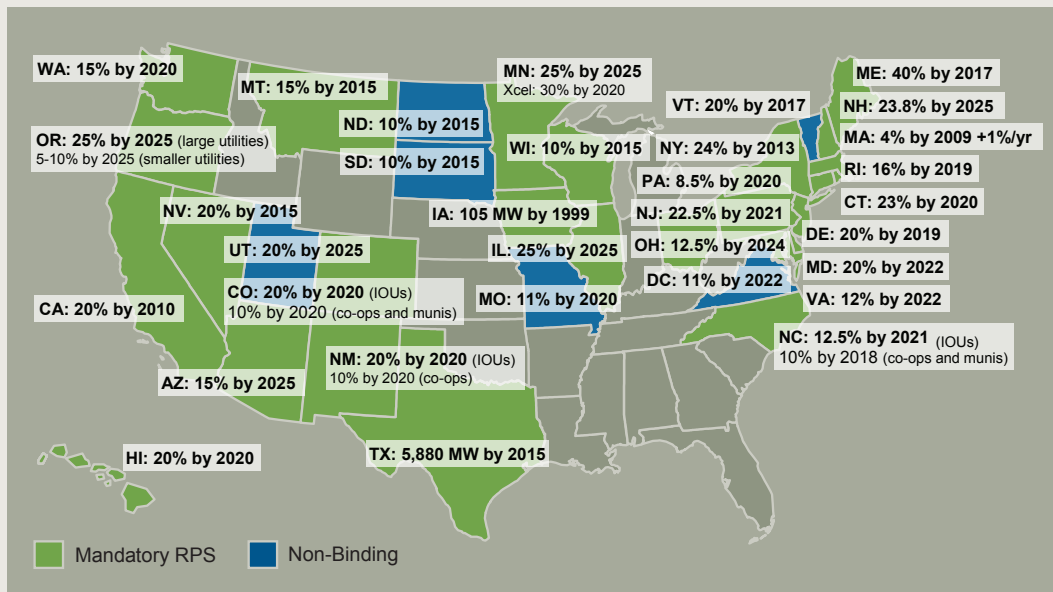 WA: 15% by 2020
MT: 15% by 2015
MN: 25% by 2025
Xcel: 30% by 2020
ME: 40% by 2017
VT: 20% by 2017
NH: 23.8% by 2025
ND: 10% by 2015
OR: 25% by 2025 (large utilities)
5-10% by 2025 (smaller utilities)
MA: 4% by 2009 +1%/yr
WI: 10% by 2015
NY: 24% by 2013
SD: 10% by 2015
RI: 16% by 2019
PA: 8.5% by 2020
CT: 23% by 2020
NV: 20% by 2015
IA: 105 MW by 1999
NJ: 22.5% by 2021
DE: 20% by 2019
UT: 20% by 2025
IL: 25% by 2025
OH: 12.5% by 2024
MD: 20% by 2022
DC: 11% by 2022
CO: 20% by 2020 (IOUs)
10% by 2020 (co-ops and munis)
MO: 11% by 2020
VA: 12% by 2022
CA: 20% by 2010
NC: 12.5% by 2021 (IOUs)
10% by 2018 (co-ops and munis)
NM: 20% by 2020 (IOUs)
10% by 2020 (co-ops)
AZ: 15% by 2025
HI: 20% by 2020
TX: 5,880 MW by 2015
Mandatory RPS
Non-Binding